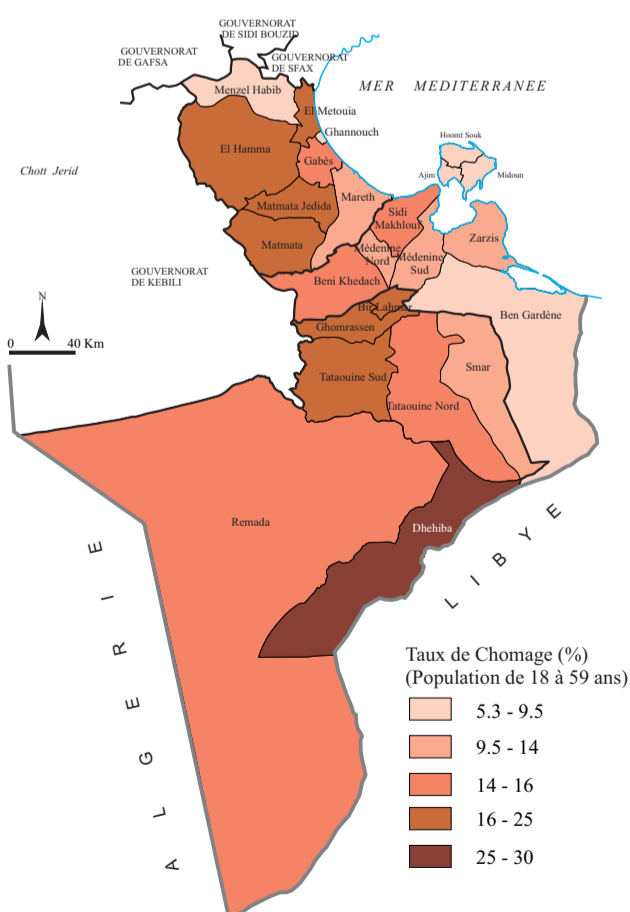 GOUVERNORAT
DE SIDI BOUZID
GOUVERNORAT
DE GAFSA
GOUVERNORAT
DE SFAX
MER MEDITERRANEE
Menzel Habib
El Metouia
Ghannouch
El Hamma
Gabès
Hoomt Souk
Ajim
Midoun
Chott Jerid
Mareth
Matmata Jedida
Sidi
Makhlouf
Matmata
Médenine
Nord
Médenine
Sud
Zarzis
GOUVERNORAT
DE KEBILI
Beni Khedach
Bir Lahmar
Ben Gardène
N
0 40 Km
Ghomrassen
Smar
Tataouine Sud
Tataouine Nord
Remada
Dhehiba
ALGERIE
LIBYE
Taux de Chomage (%)
(Population de 18 à 59 ans)
5.3 - 9.5
9.5 - 14
14 - 16
16 - 25
25 - 30